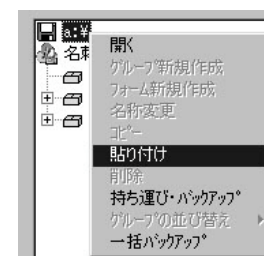 a:¥
名刺
開く
ｸﾞﾙｰﾌﾟ新規作成
ﾌｫｰﾑ新規作成
名称変更
ｺﾋﾟｰ
貼り付け
削除
持ち運び･ﾊﾞｯｸｱｯﾌﾟ
ｸﾞﾙｰﾌﾟの並び替え
一括ﾊﾞｯｸｱｯﾌﾟ